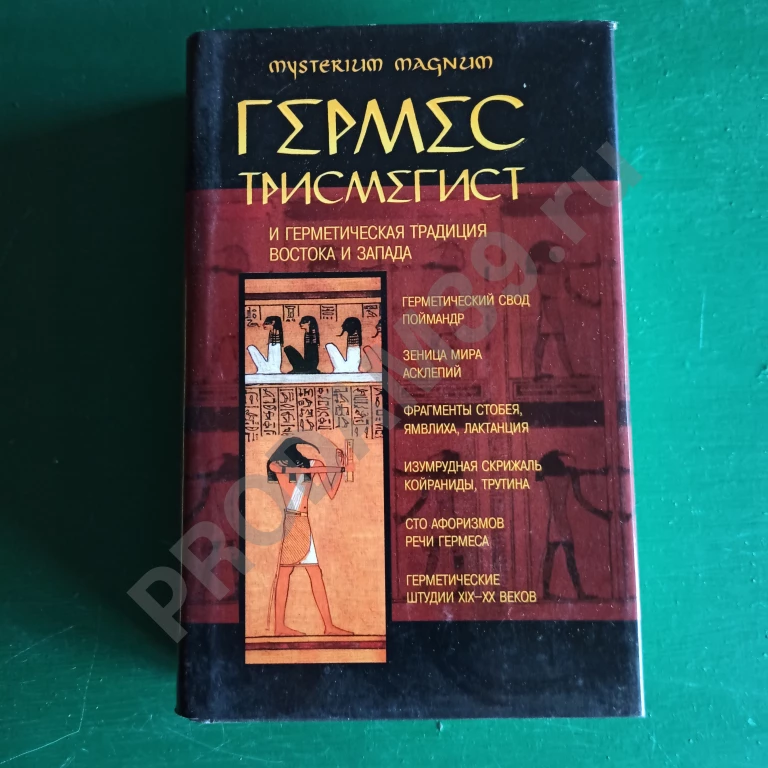 MYSTERIUM MAGNUM
ГЕРМЕС
ТРИСМЕГИСТ
И ГЕРМЕТИЧЕСКАЯ ТРАДИЦИЯ
ВОСТОКА И ЗАПАДА
ГЕРМЕТИЧЕСКИЙ СВОД
ПОЙМАНДР
ЗЕНИЦА МИРА
АСКЛЕПИЙ
ФРАГМЕНТЫ СТОБЕЯ,
ЯМВЛИХА, ЛАКТАНЦИЯ
ИЗУМРУДНАЯ СКРИЖАЛЬ
КОЙРАНИДЫ, ТРУТИНА
СТО АФОРИЗМОВ
РЕЧИ ГЕРМЕСА
ГЕРМЕТИЧЕСКИЕ
ШТУДИИ XIX–XX ВЕКОВ